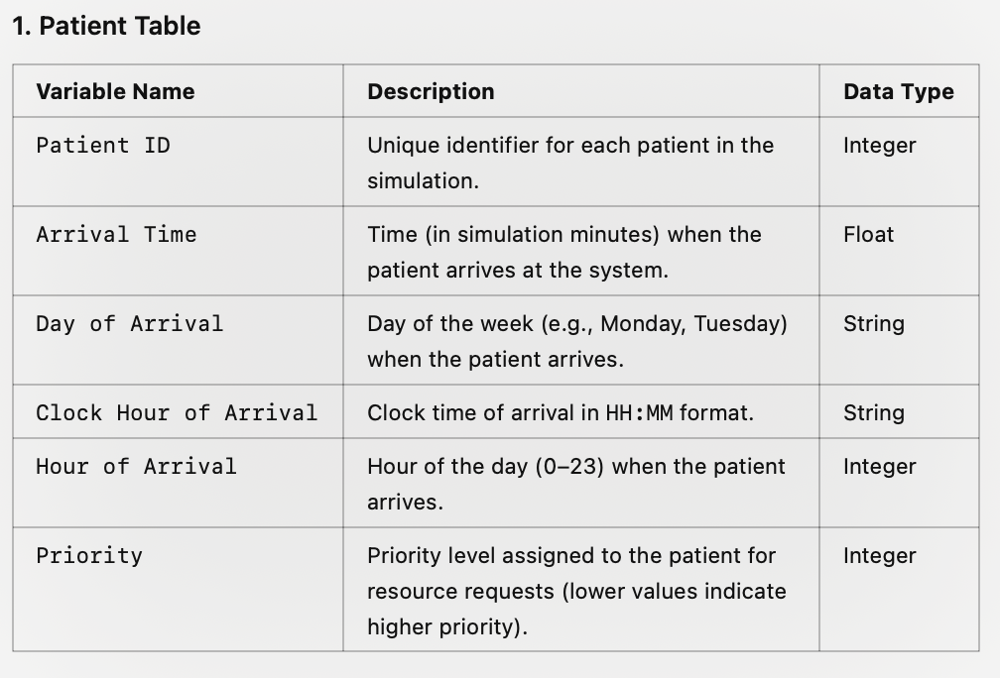 1. Patient Table
Variable Name Description Data Type
Patient ID Unique identifier for each patient in the Integer
simulation.
Arrival Time Time (in simulation minutes) when the Float
patient arrives at the system.
Day of Arrival Day of the week (e.g., Monday, Tuesday) String
when the patient arrives.
Clock Hour of Arrival Clock time of arrival in HH:MM format. String
Hour of Arrival Hour of the day (0–23) when the patient Integer
arrives.
Priority Priority level assigned to the patient for Integer
resource requests (lower values indicate
higher priority).